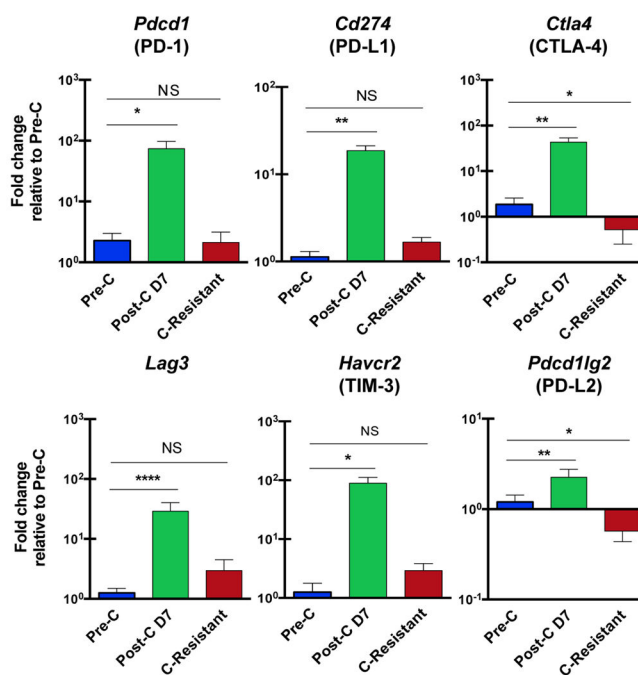 Pdcd1
(PD-1)
Cd274
(PD-L1)
Ctla4
(CTLA-4)
Fold change
relative to Pre-C
10³
10²
10¹
10⁰
NS
*
Pre-C
Post-C D7
C-Resistant
10²
10¹
10⁰
NS
**
Pre-C
Post-C D7
C-Resistant
10³
10²
10¹
10⁰
10⁻¹
*
**
Pre-C
Post-C D7
C-Resistant
Lag3
Havcr2
(TIM-3)
Pdcd1lg2
(PD-L2)
Fold change
relative to Pre-C
10³
10²
10¹
10⁰
NS
****
Pre-C
Post-C D7
C-Resistant
10³
10²
10¹
10⁰
NS
*
Pre-C
Post-C D7
C-Resistant
10¹
10⁰
10⁻¹
*
**
Pre-C
Post-C D7
C-Resistant